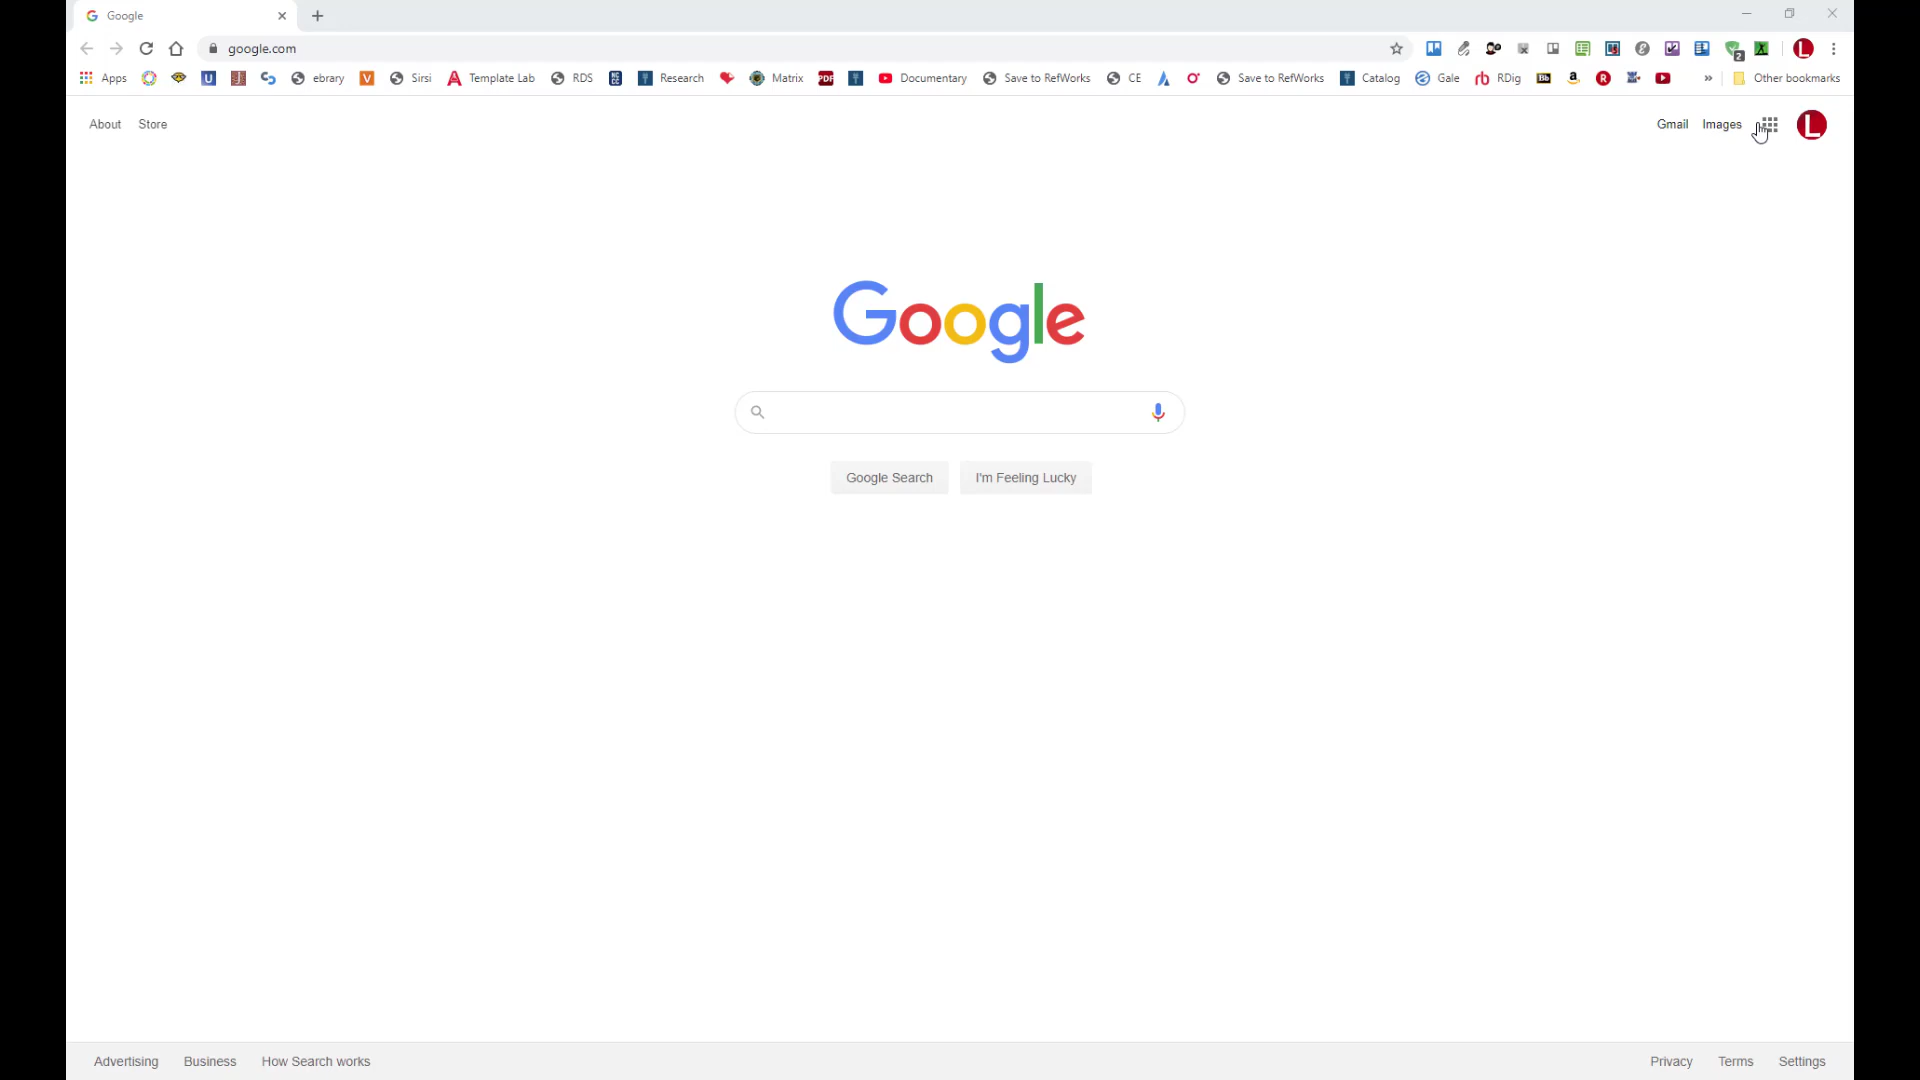 Google
google.com
Apps ebrary Sirsi Template Lab RDS Research Matrix PDF Documentary Save to RefWorks CE Save to RefWorks Catalog Gale RDig Bb Other bookmarks
About Store Gmail Images L
Google
Google Search I'm Feeling Lucky
Advertising Business How Search works Privacy Terms Settings